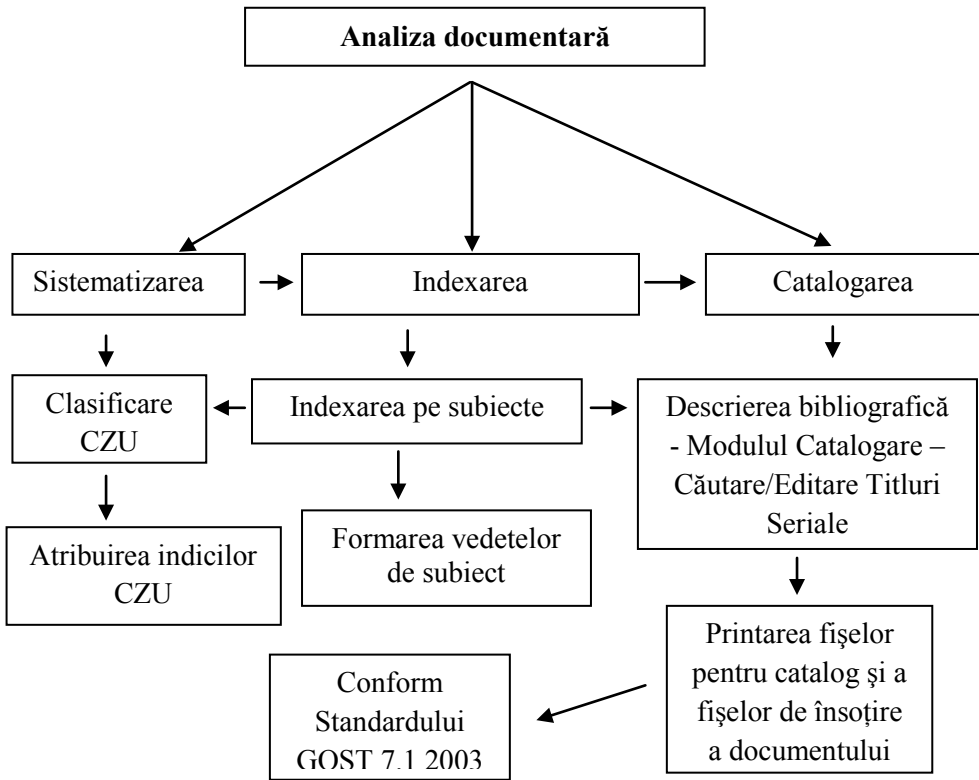 Analiza documentară
Sistematizarea
Indexarea
Catalogarea
Clasificare
CZU
Indexarea pe subiecte
Descrierea bibliografică
- Modulul Catalogare –
Căutare/Editare Titluri
Seriale
Atribuirea indicilor
CZU
Formarea vedetelor
de subiect
Printarea fişelor
pentru catalog şi a
fişelor de însoțire
a documentului
Conform
Standardului
GOST 7.1 2003